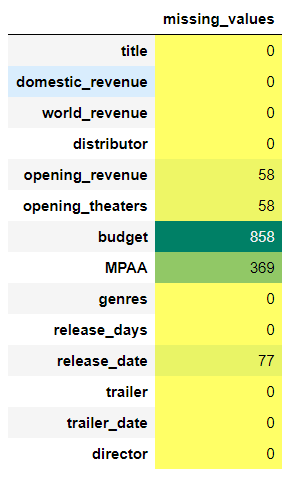 missing_values
title 0
domestic_revenue 0
world_revenue 0
distributor 0
opening_revenue 58
opening_theaters 58
budget 858
MPAA 369
genres 0
release_days 0
release_date 77
trailer 0
trailer_date 0
director 0